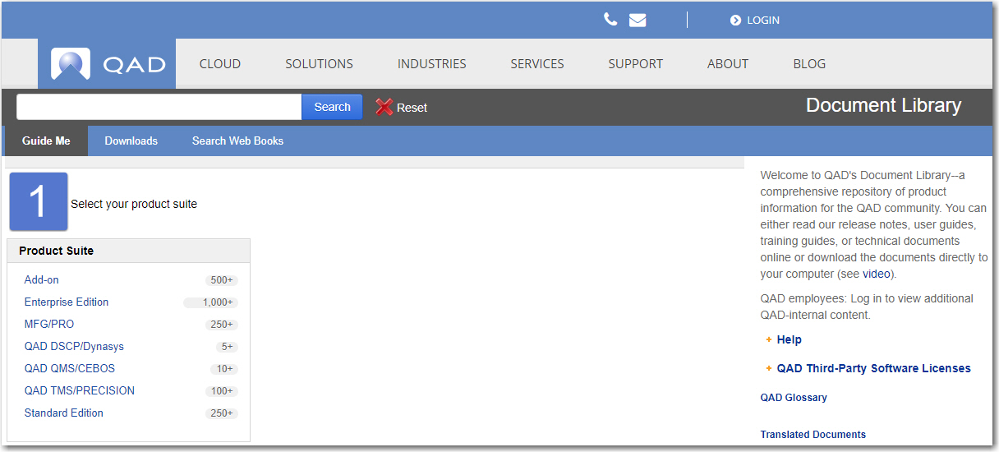 LOGIN
QAD
CLOUD SOLUTIONS INDUSTRIES SERVICES SUPPORT ABOUT BLOG
Search Reset Document Library
Guide Me Downloads Search Web Books
1 Select your product suite
Product Suite
Add-on 500+
Enterprise Edition 1,000+
MFG/PRO 250+
QAD DSCP/Dynasys 5+
QAD QMS/CEBOS 10+
QAD TMS/PRECISION 100+
Standard Edition 250+
Welcome to QAD's Document Library--a
comprehensive repository of product
information for the QAD community. You can
either read our release notes, user guides,
training guides, or technical documents
online or download the documents directly to
your computer (see video).
QAD employees: Log in to view additional
QAD-internal content.
+ Help
+ QAD Third-Party Software Licenses
QAD Glossary
Translated Documents